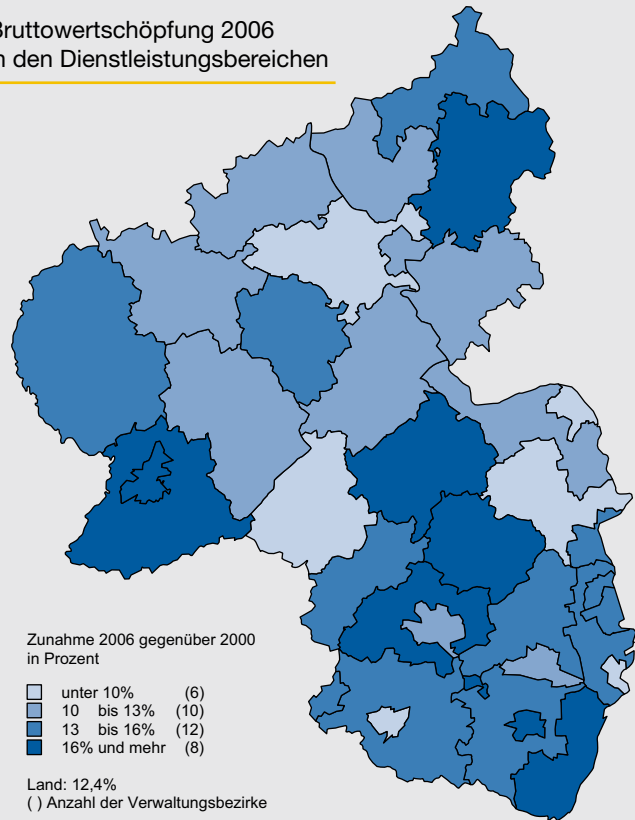 Bruttowertschöpfung 2006
n den Dienstleistungsbereichen
Zunahme 2006 gegenüber 2000
in Prozent
unter 10% (6)
10 bis 13% (10)
13 bis 16% (12)
16% und mehr (8)
Land: 12,4%
( ) Anzahl der Verwaltungsbezirke